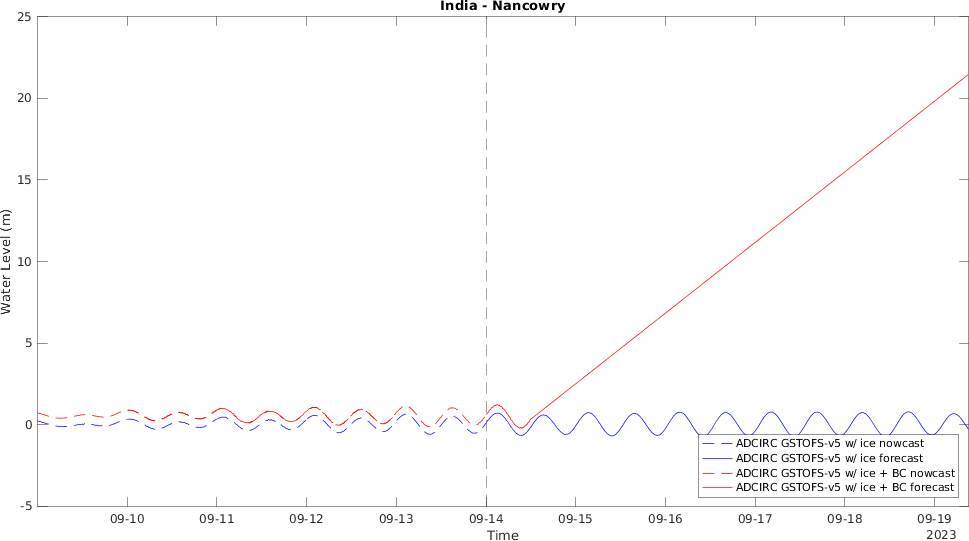 India - Nancowry
25
20
15
10
5
0
-5
Water Level (m)
09-10 09-11 09-12 09-13 09-14 09-15 09-16 09-17 09-18 09-19
Time
2023
ADCIRC GSTOFS-v5 w/ ice nowcast
ADCIRC GSTOFS-v5 w/ ice forecast
ADCIRC GSTOFS-v5 w/ ice + BC nowcast
ADCIRC GSTOFS-v5 w/ ice + BC forecast